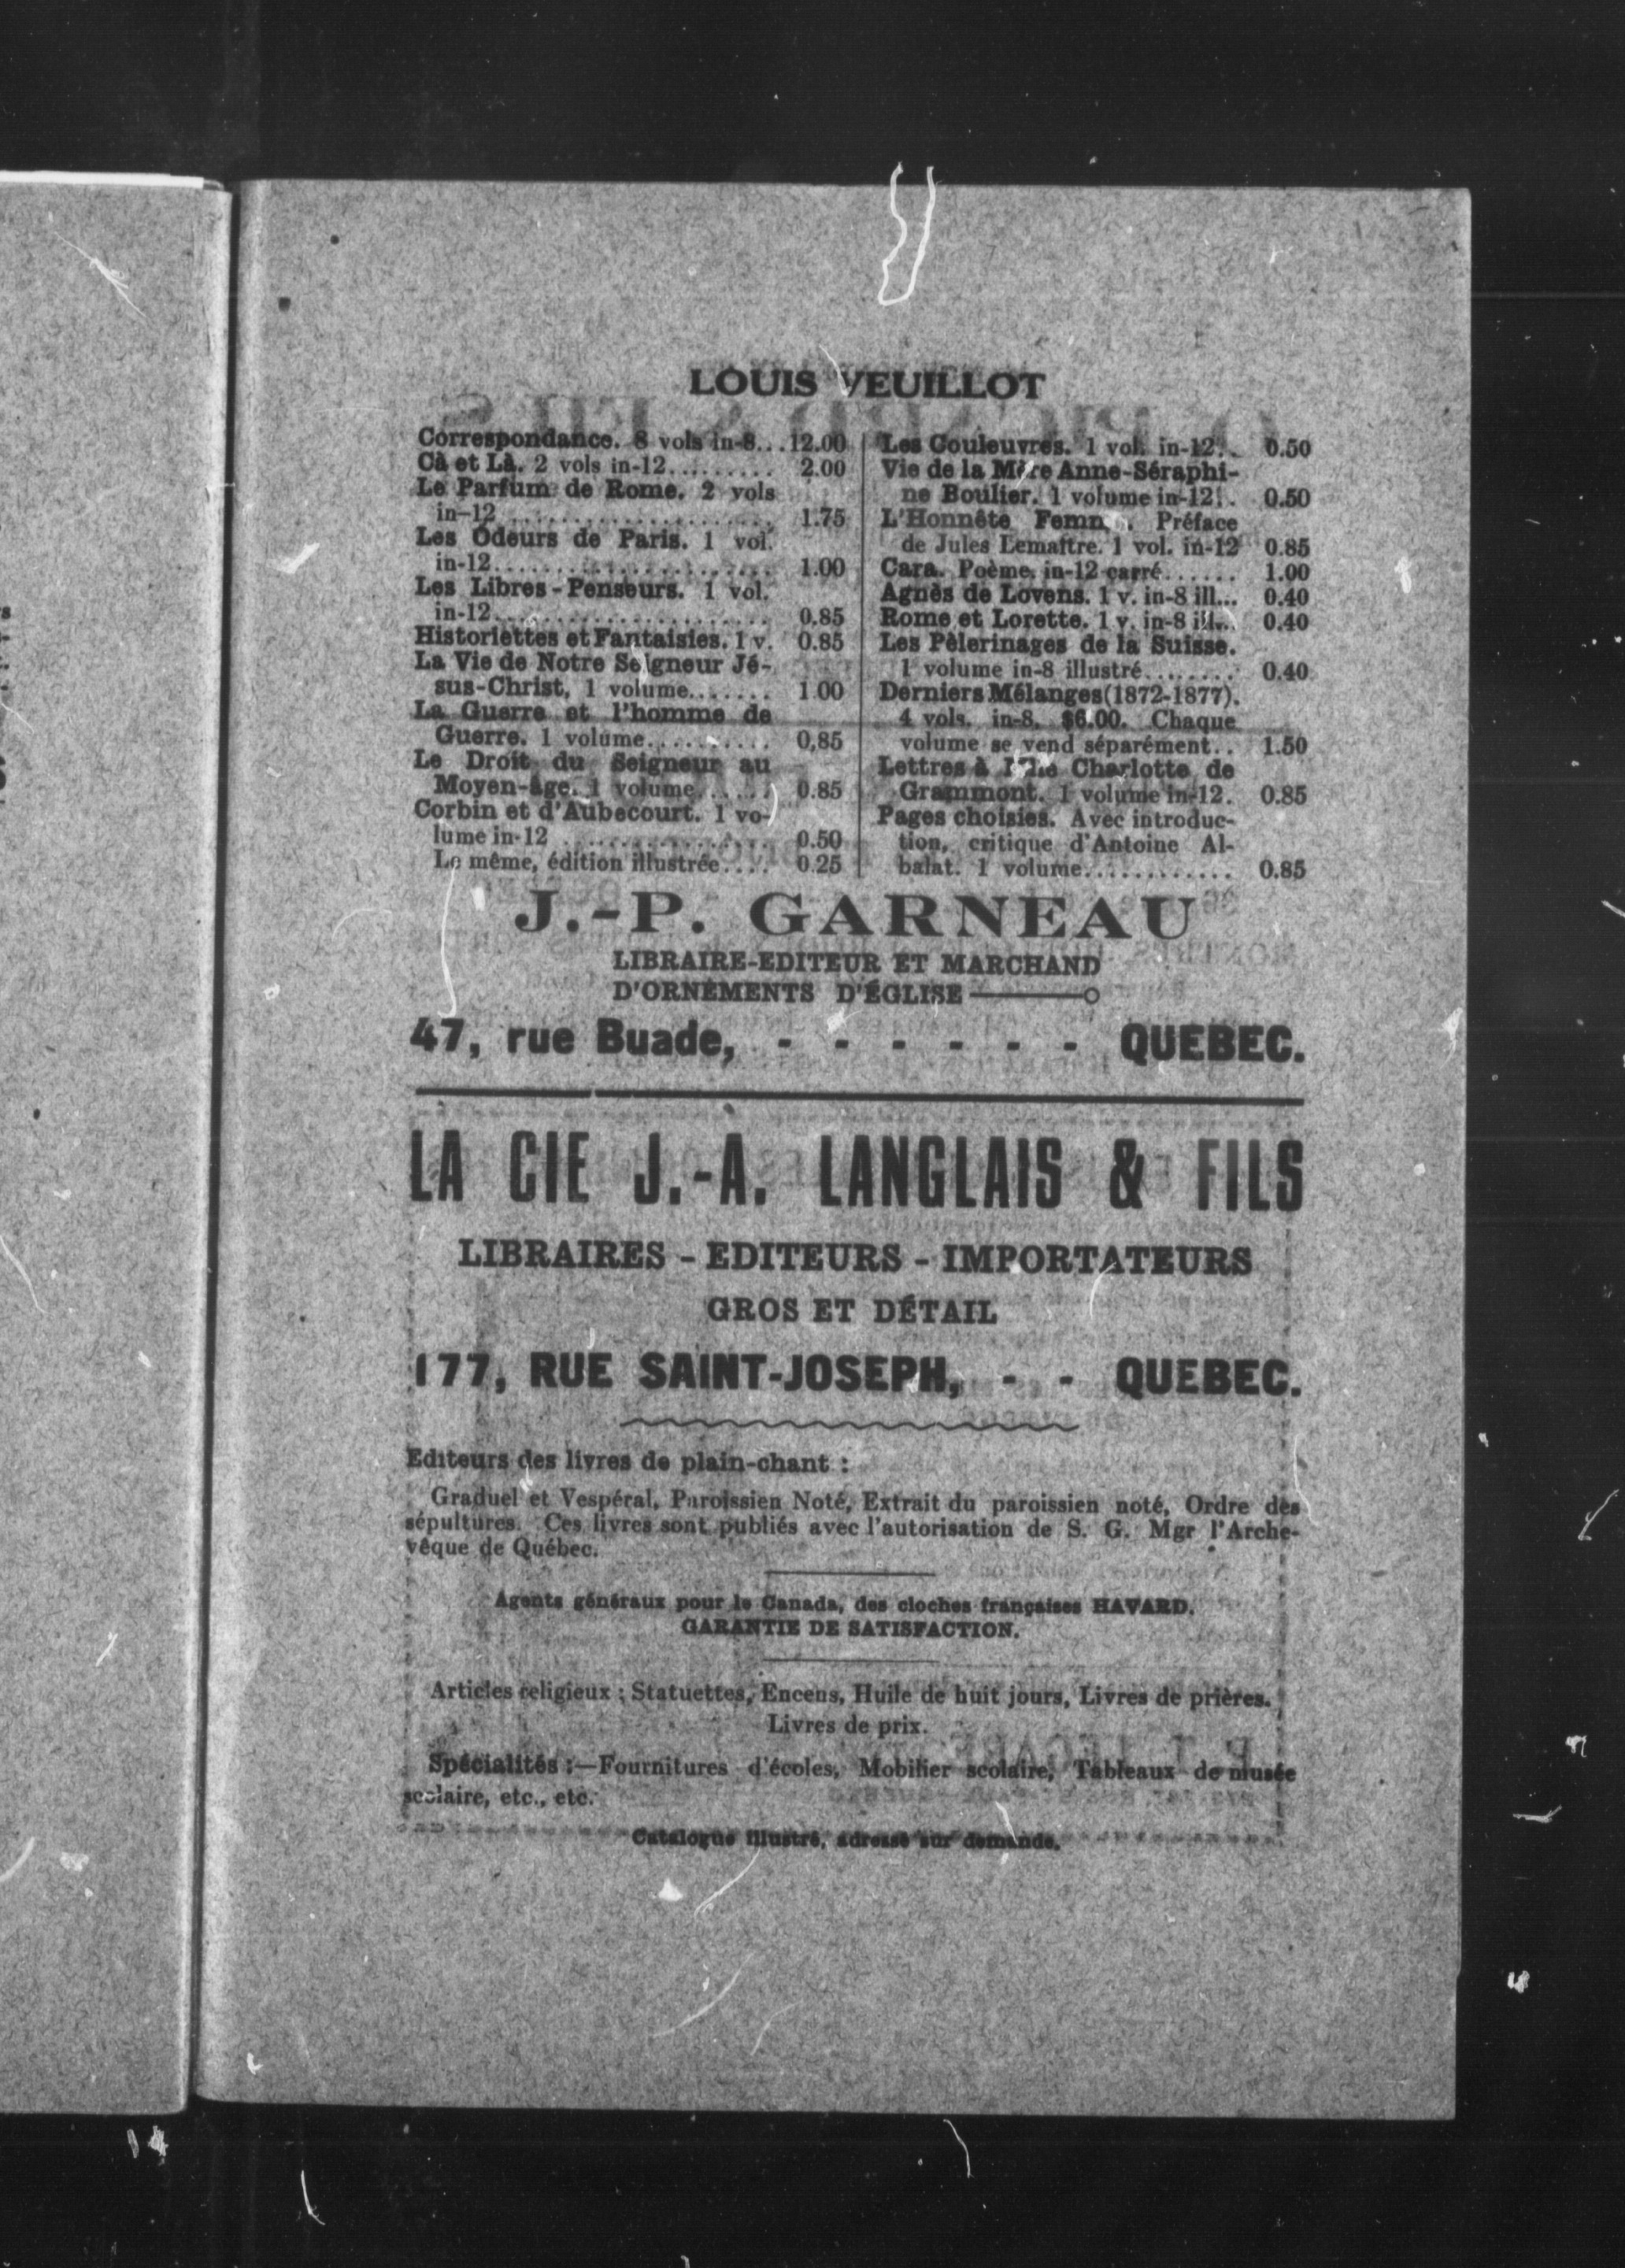 LOUIS VEUILLOT
Correspondance. 8 vols in-8... 12.00
Cà et Là. 2 vols in-12......... 2.00
Le Parfum de Rome. 2 vols
in-12 ...................... 1.75
Les Odeurs de Paris. 1 vol.
in-12....................... 1.00
Les Libres-Penseurs. 1 vol.
in-12....................... 0.85
Historiettes et Fantaisies. 1 v. 0.85
La Vie de Notre Seigneur Jé-
sus-Christ, 1 volume....... 1.00
La Guerre et l'homme de
Guerre. 1 volume.......... 0,85
Le Droit du Seigneur au
Moyen-âge. 1 volume...... 0.85
Corbin et d'Aubecourt. 1 vo-
lume in-12 ................. 0.50
Le même, édition illustrée.... 0.25
Les Couleuvres. 1 vol. in-12.. 0.50
Vie de la Mère Anne-Séraphi-
ne Boulier. 1 volume in-12.. 0.50
L'Honnête Préface
de Jules Lemaître. 1 vol. in-12 0.85
Cara. Poème. in-12 carré...... 1.00
Agnès de Lovens. 1 v. in-8 ill... 0.40
Rome et Lorette. 1 v. in-8 ill... 0.40
Les Pèlerinages de la Suisse.
1 volume in-8 illustré........ 0.40
Derniers Mélanges (1872-1877).
4 vols. in-8. $6.00. Chaque
volume se vend séparément.. 1.50
Lettres à Charlotte de
Grammont. 1 volume in-12. 0.85
Pages choisies. Avec introduc-
tion, critique d'Antoine Al-
balat. 1 volume............ 0.85
J.-P. GARNEAU
LIBRAIRE-EDITEUR ET MARCHAND
D'ORNEMENTS D'ÉGLISE
47, rue Buade, - - - - - - QUEBEC.
LA CIE J.-A. LANGLAIS & FILS
LIBRAIRES - EDITEURS - IMPORTATEURS
GROS ET DÉTAIL
177, RUE SAINT-JOSEPH, - - QUEBEC.
Editeurs des livres de plain-chant :
Graduel et Vespéral, Paroissien Noté, Extrait du paroissien noté, Ordre des
sépultures. Ces livres sont publiés avec l'autorisation de S. G. Mgr l'Arche-
vêque de Québec.
Agents généraux pour le Canada, des cloches françaises HAVARD.
GARANTIE DE SATISFACTION.
Articles religieux : Statuettes, Encens, Huile de huit jours, Livres de prières.
Livres de prix.
Spécialités :—Fournitures d'écoles, Mobilier scolaire, Tableaux de musée
scolaire, etc., etc.
Catalogue illustré, adressé sur demande.